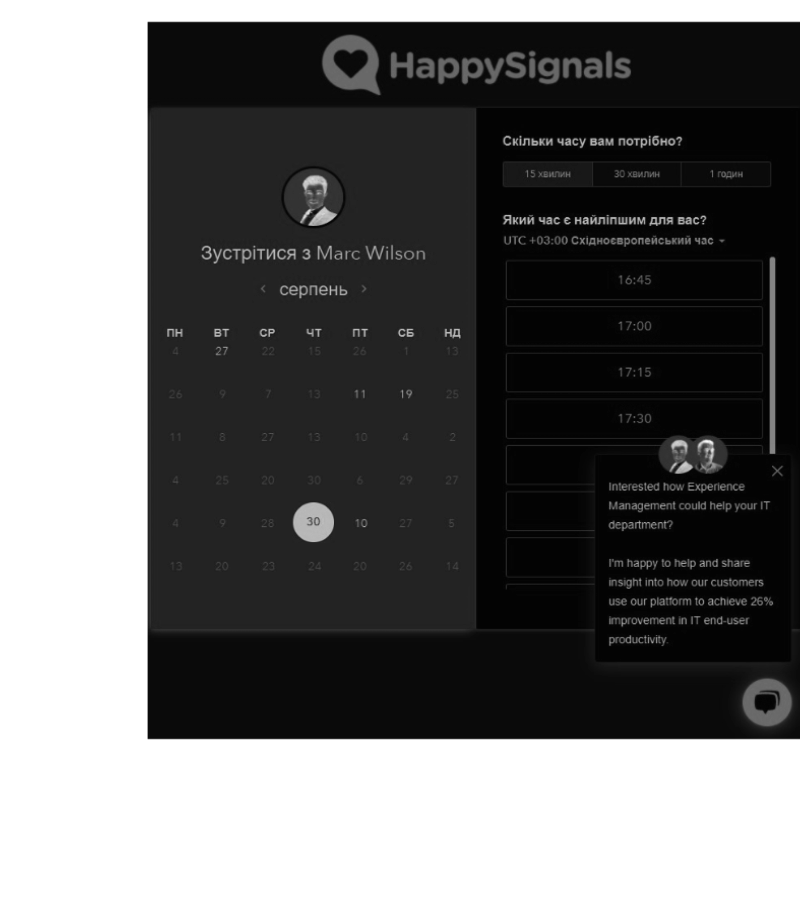 HappySignals
Зустрітися з Marc Wilson
серпень
ПН ВТ СР ЧТ ПТ СБ НД
4 27 22 15 26 1 13
26 9 7 13 11 19 25
11 8 27 13 10 4 2
4 25 20 30 6 29 27
4 9 28 30 10 27 5
13 20 23 24 20 26 14
Скільки часу вам потрібно?
15 хвилин 30 хвилин 1 годин
Який час є найліпшим для вас?
UTC +03:00 Східноєвропейський час
16:45
17:00
17:15
17:30
Interested how Experience
Management could help your IT
department?
I'm happy to help and share
insight into how our customers
use our platform to achieve 26%
improvement in IT end-user
productivity.